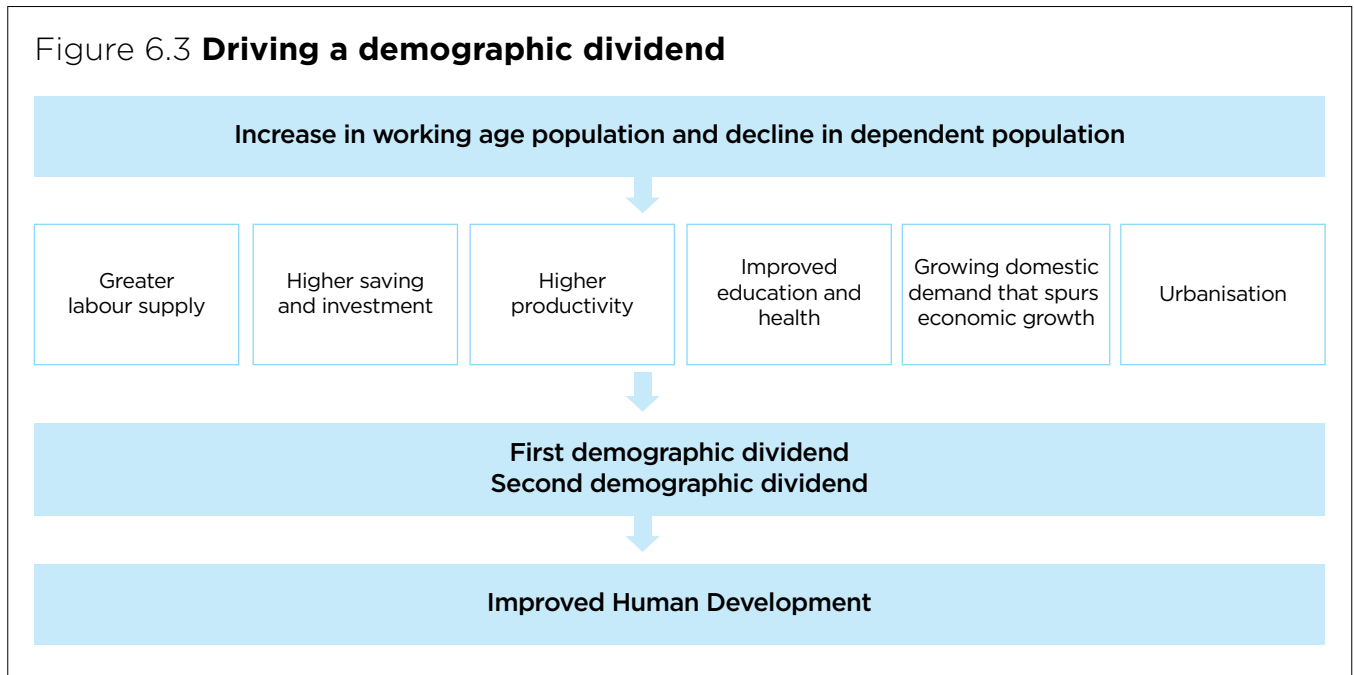 Figure 6.3 Driving a demographic dividend
Increase in working age population and decline in dependent population
Greater
labour supply
Higher saving
and investment
Higher
productivity
Improved
education and
health
Growing domestic
demand that spurs
economic growth
Urbanisation
First demographic dividend
Second demographic dividend
Improved Human Development